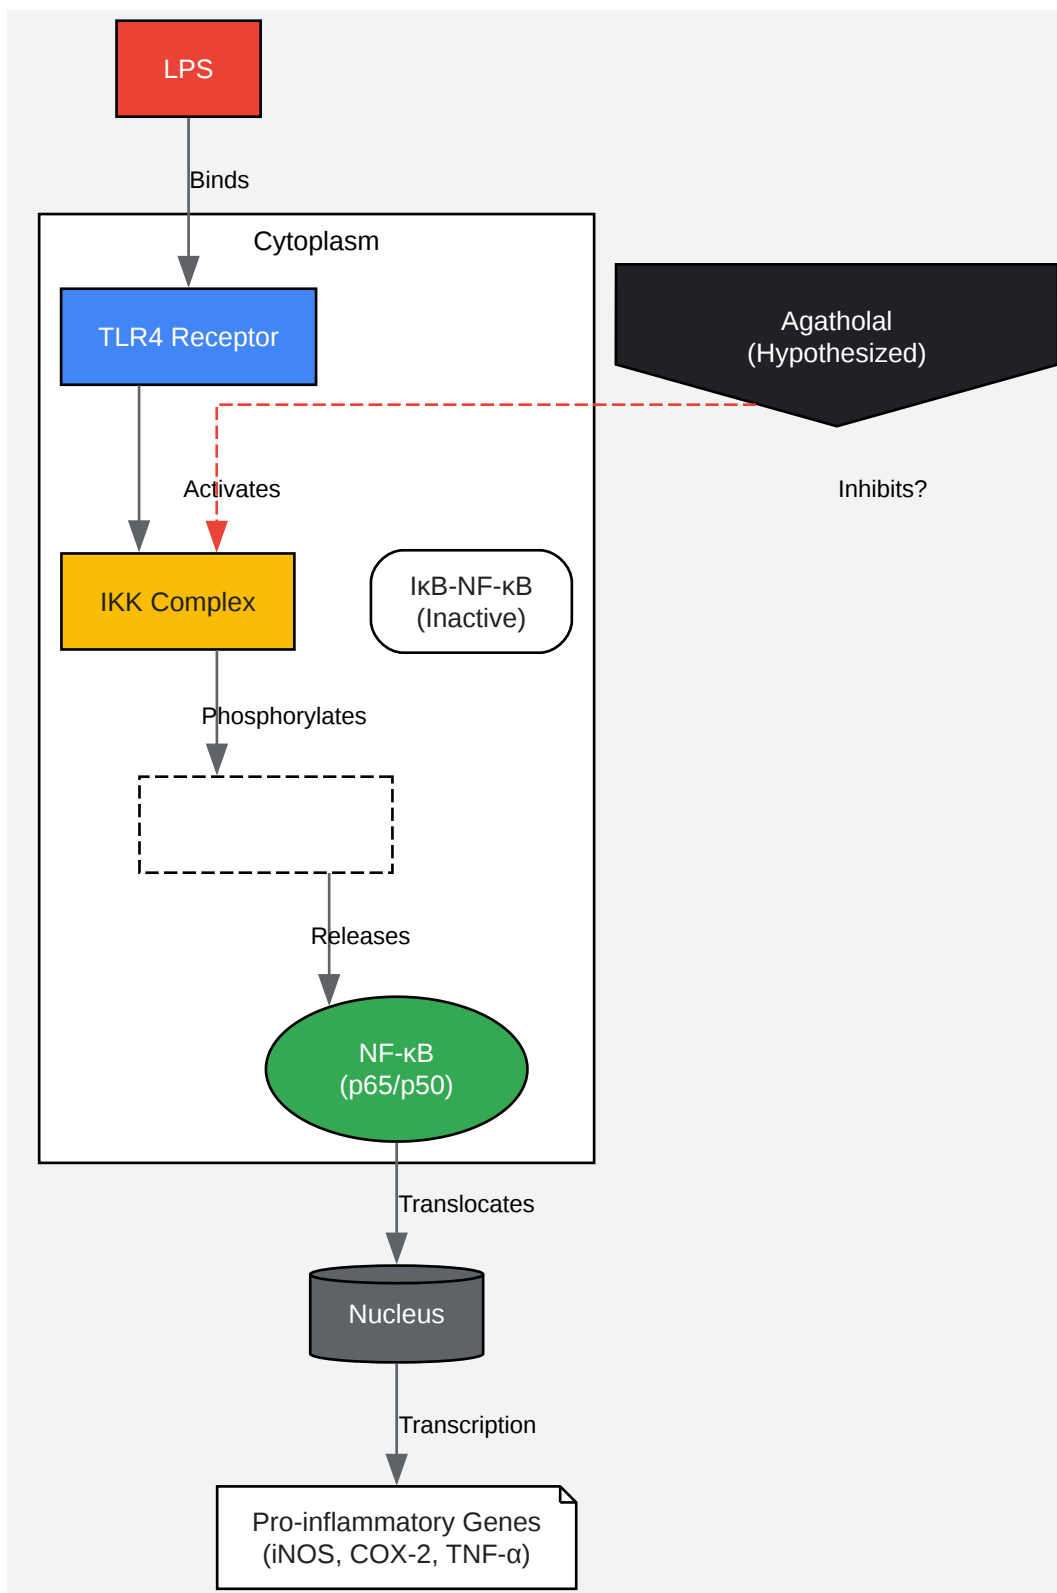 LPS
Binds
Cytoplasm
TLR4 Receptor
Agatholal
(Hypothesized)
Activates
Inhibits?
IKK Complex
IκB-NF-κB
(Inactive)
Phosphorylates
Releases
NF-κB
(p65/p50)
Translocates
Nucleus
Transcription
Pro-inflammatory Genes
(iNOS, COX-2, TNF-α)